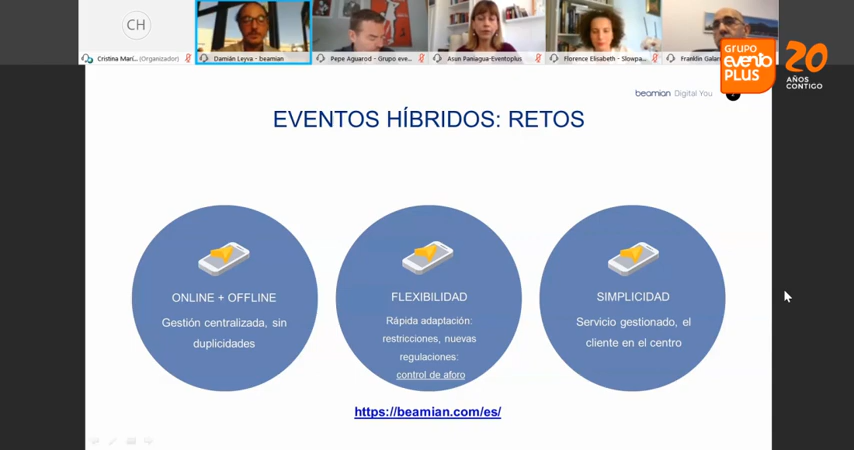 CH
Cristina Marí... (Organizador)
Damián Leyva - beamian
Pepe Aguarod - Grupo eve...
Asun Paniagua-Eventoplus
Florence Elisabeth - Slowpa...
Franklin Galar
GRUPO
evento
PLUS
20
AÑOS
CONTIGO
beamian Digital You
EVENTOS HÍBRIDOS: RETOS
ONLINE + OFFLINE
Gestión centralizada, sin
duplicidades
FLEXIBILIDAD
Rápida adaptación:
restricciones, nuevas
regulaciones:
control de aforo
SIMPLICIDAD
Servicio gestionado, el
cliente en el centro
https://beamian.com/es/